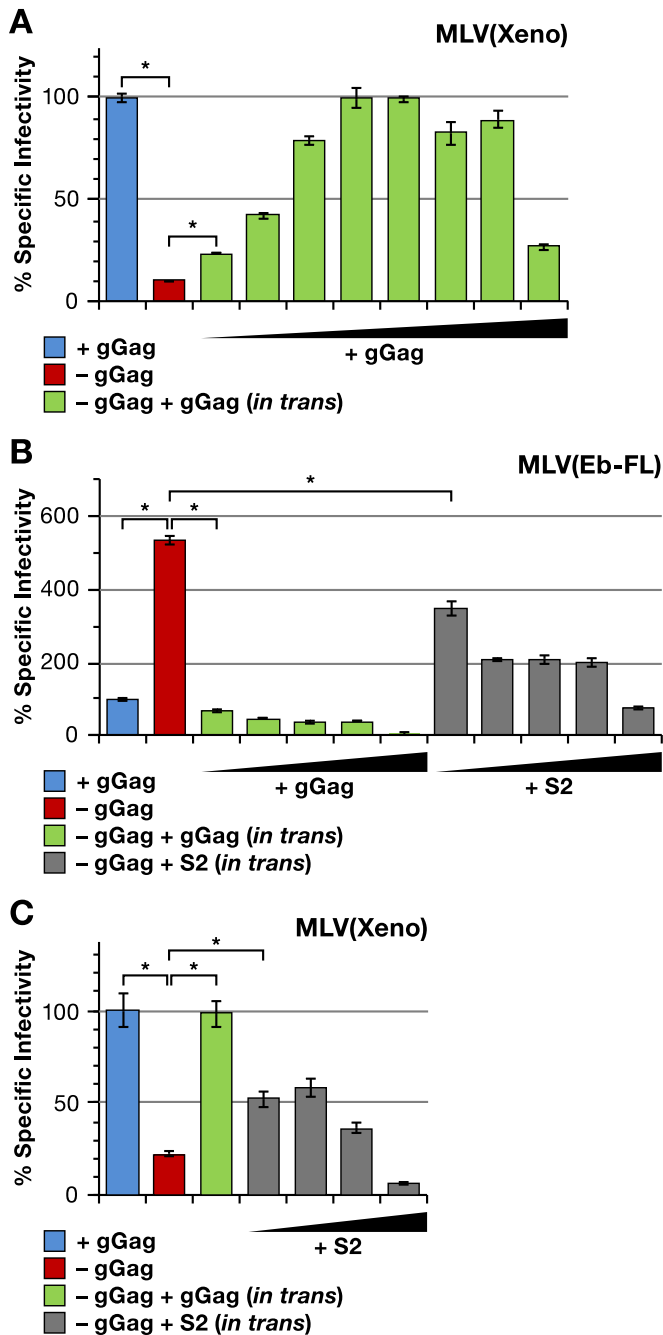 A
MLV(Xeno)
% Specific Infectivity
100
50
0
*
*
+ gGag
+ gGag
− gGag
− gGag + gGag (in trans)
B
MLV(Eb-FL)
% Specific Infectivity
600
400
200
0
*
*
*
+ gGag
+ S2
+ gGag
− gGag
− gGag + gGag (in trans)
− gGag + S2 (in trans)
C
MLV(Xeno)
% Specific Infectivity
100
50
0
*
*
*
+ S2
+ gGag
− gGag
− gGag + gGag (in trans)
− gGag + S2 (in trans)